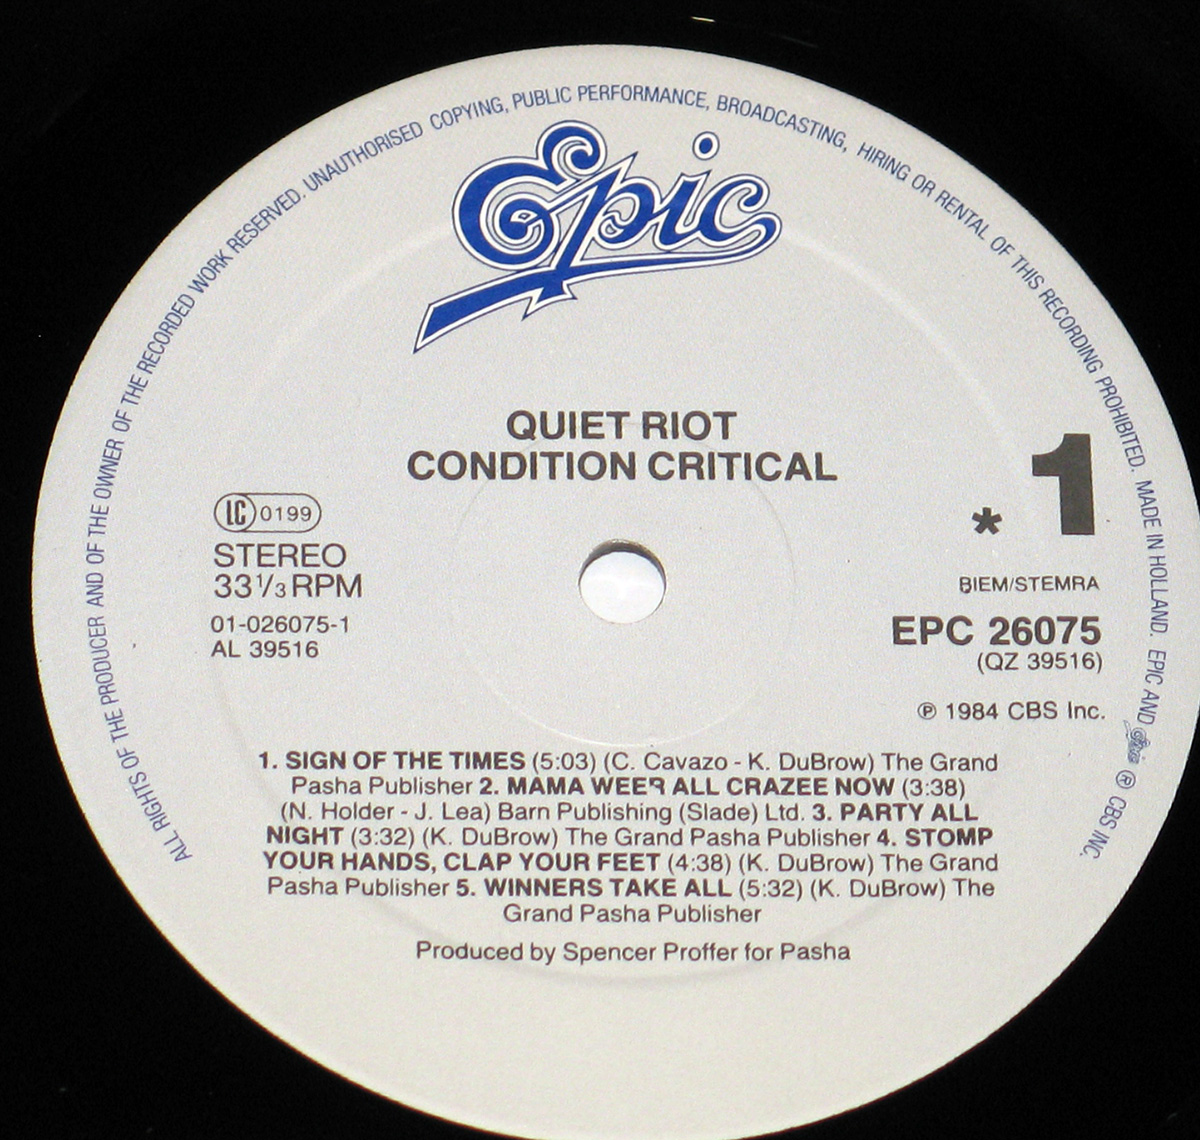 ALL RIGHTS OF THE PRODUCER AND OF THE OWNER OF THE RECORDED WORK RESERVED. UNAUTHORISED COPYING, PUBLIC PERFORMANCE, BROADCASTING, HIRING OR RENTAL OF THIS RECORDING PROHIBITED. MADE IN HOLLAND. EPIC AND Epic ® CBS INC.
Epic
QUIET RIOT
CONDITION CRITICAL
LC 0199
STEREO
33 1/3 RPM
01-026075-1
AL 39516
* 1
BIEM/STEMRA
EPC 26075
(QZ 39516)
℗ 1984 CBS Inc.
1. SIGN OF THE TIMES (5:03) (C. Cavazo - K. DuBrow) The Grand
Pasha Publisher 2. MAMA WEER ALL CRAZEE NOW (3:38)
(N. Holder - J. Lea) Barn Publishing (Slade) Ltd. 3. PARTY ALL
NIGHT (3:32) (K. DuBrow) The Grand Pasha Publisher 4. STOMP
YOUR HANDS, CLAP YOUR FEET (4:38) (K. DuBrow) The Grand
Pasha Publisher 5. WINNERS TAKE ALL (5:32) (K. DuBrow) The
Grand Pasha Publisher
Produced by Spencer Proffer for Pasha